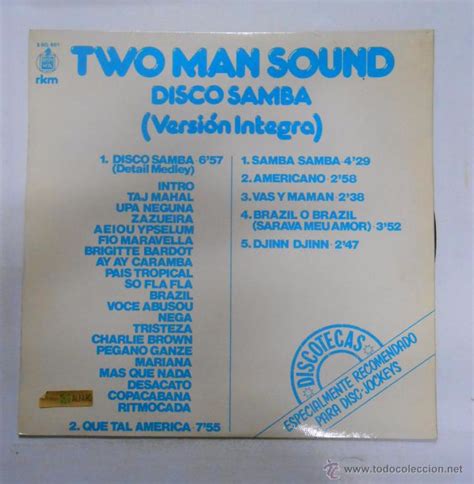 rkm
TWO MAN SOUND
DISCO SAMBA
(Versión Integra)
1. DISCO SAMBA 6'57
(Detail Medley)
INTRO
TAJ MAHAL
UPA NEGUNA
ZAZUEIRA
AEIOU YPSELUM
FIO MARAVELLA
BRIGITTE BARDOT
AY AY CARAMBA
PAIS TROPICAL
SO FLA FLA
BRAZIL
VOCE ABUSOU
NEGA
TRISTEZA
CHARLIE BROWN
PEGANO GANZE
MARIANA
MAS QUE NADA
DESACATO
COPACABANA
RITMOCADA
2. QUE TAL AMERICA · 7'55
1. SAMBA SAMBA · 4'29
2. AMERICANO · 2'58
3. VAS Y MAMAN · 2'38
4. BRAZIL O BRAZIL
(SARAVA MEU AMOR) · 3'52
5. DJINN DJINN · 2'47
DISCOTECAS
ESPECIALMENTE RECOMENDADO
PARA DISC-JOCKEYS
todocoleccion
© www.todocoleccion.net